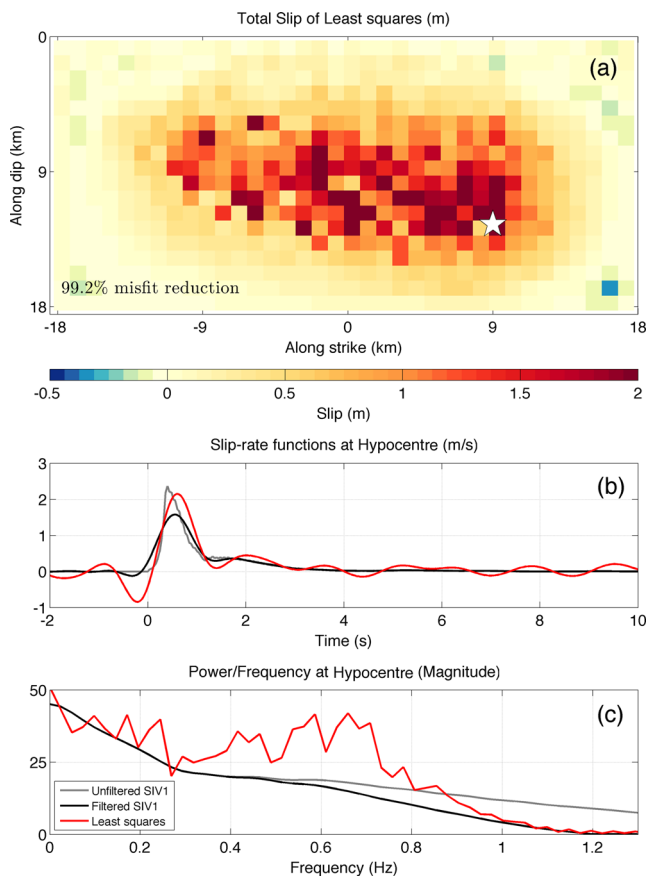 Total Slip of Least squares (m)
0
(a)
Along dip (km)
9
99.2% misfit reduction
18
-18 -9 0 9 18
Along strike (km)
-0.5 0 0.5 1 1.5 2
Slip (m)
Slip-rate functions at Hypocentre (m/s)
3
(b)
2
1
0
-1
-2 0 2 4 6 8 10
Time (s)
Power/Frequency at Hypocentre (Magnitude)
50
(c)
25
Unfiltered SIV1
Filtered SIV1
Least squares
0
0 0.2 0.4 0.6 0.8 1 1.2
Frequency (Hz)